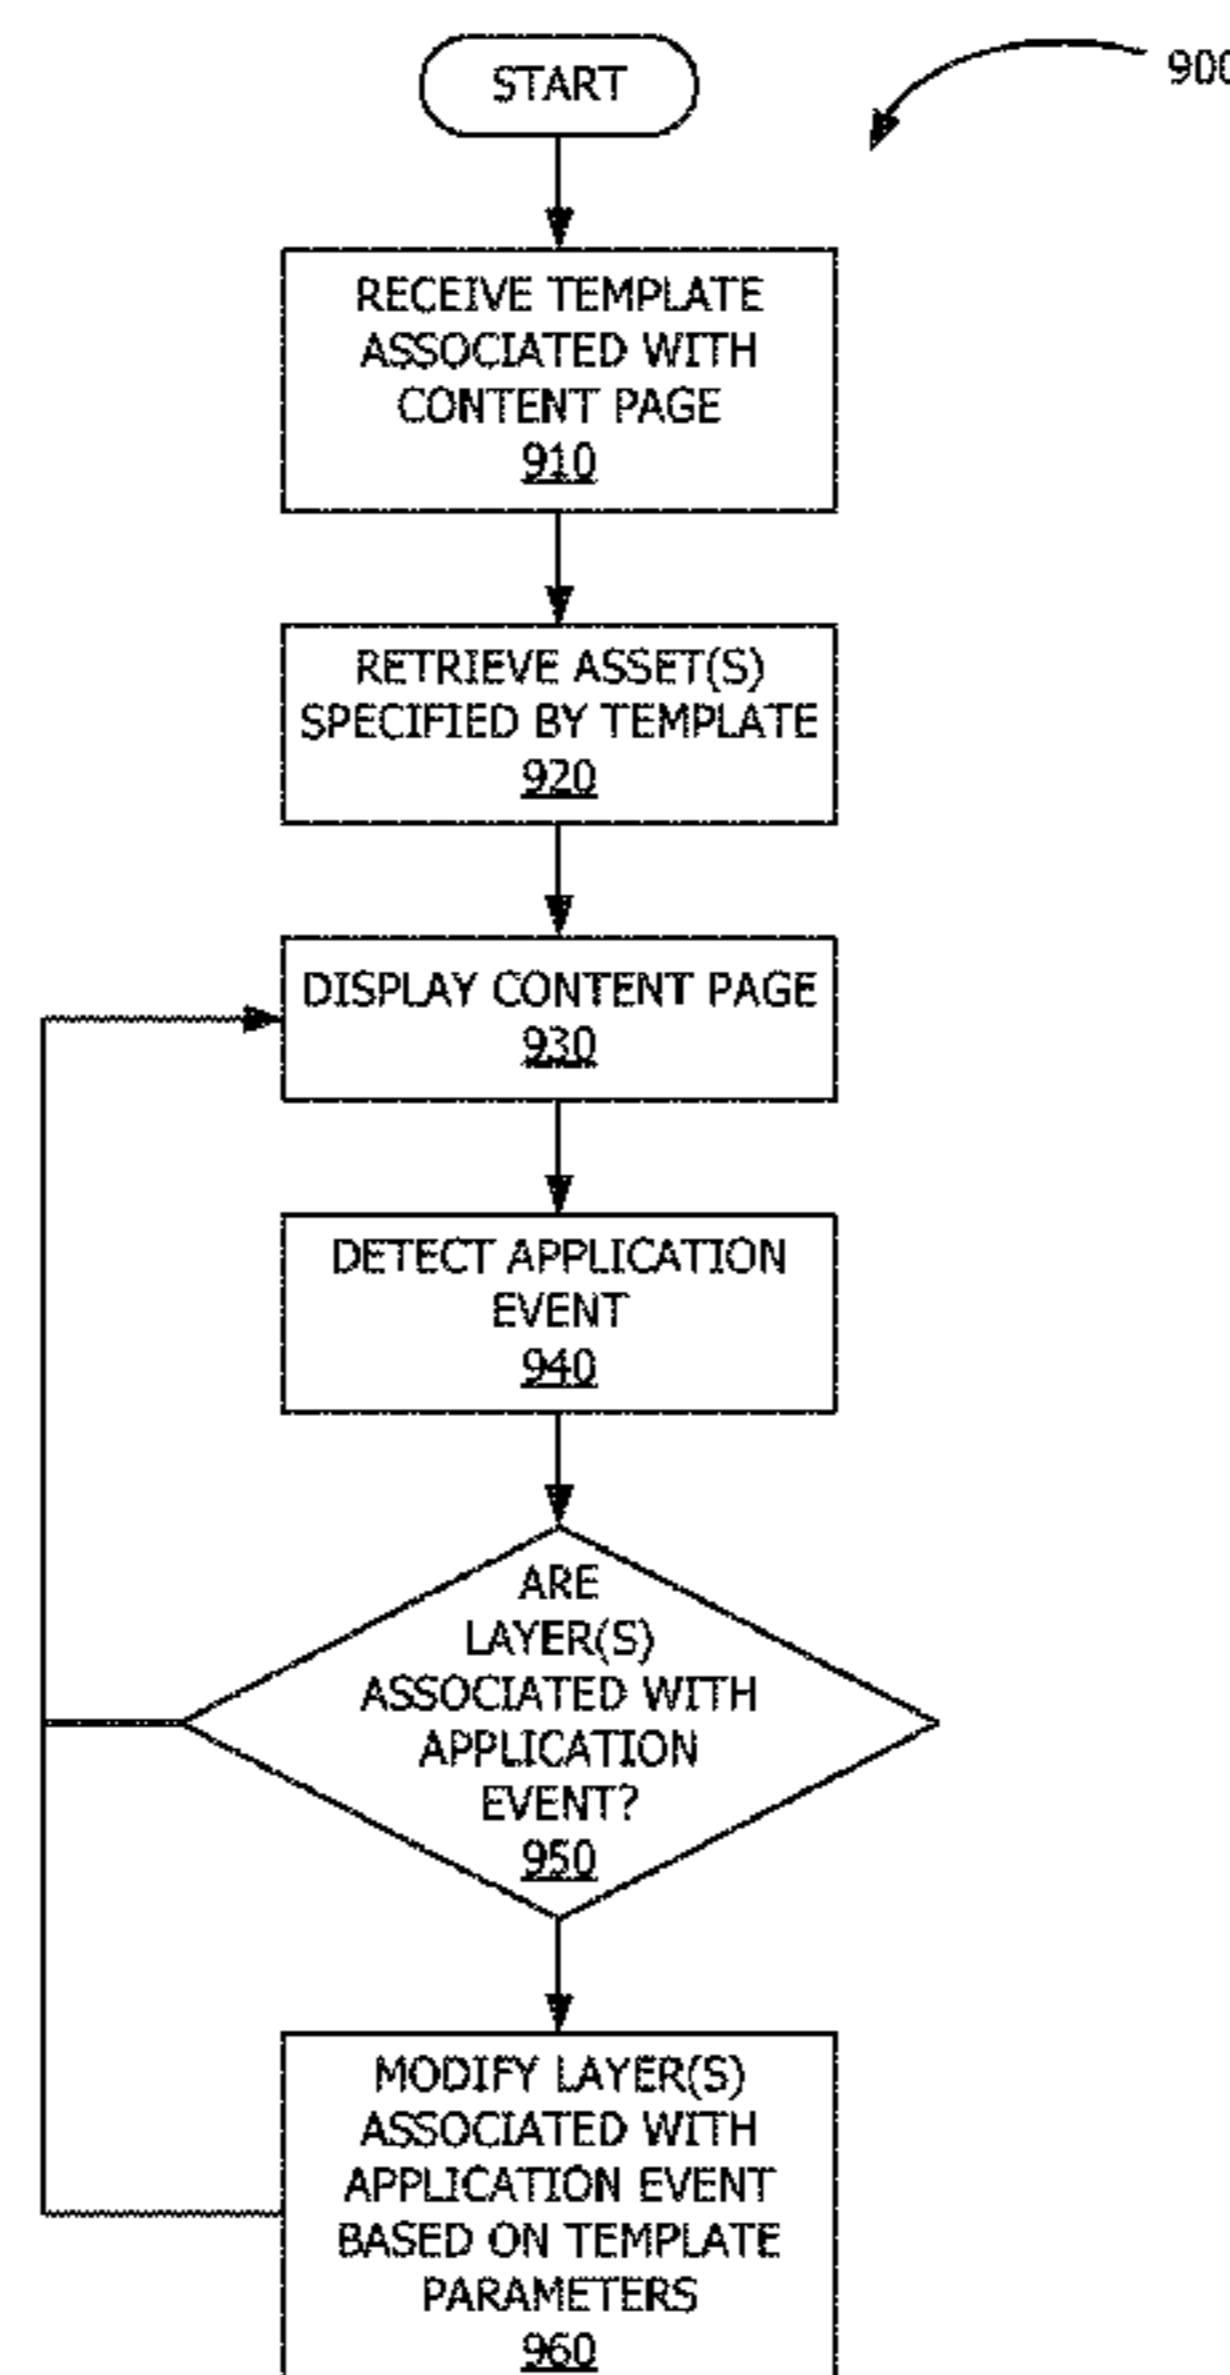 START
900
RECEIVE TEMPLATE
ASSOCIATED WITH
CONTENT PAGE
910
RETRIEVE ASSET(S)
SPECIFIED BY TEMPLATE
920
DISPLAY CONTENT PAGE
930
DETECT APPLICATION
EVENT
940
ARE
LAYER(S)
ASSOCIATED WITH
APPLICATION
EVENT?
950
MODIFY LAYER(S)
ASSOCIATED WITH
APPLICATION EVENT
BASED ON TEMPLATE
PARAMETERS
960